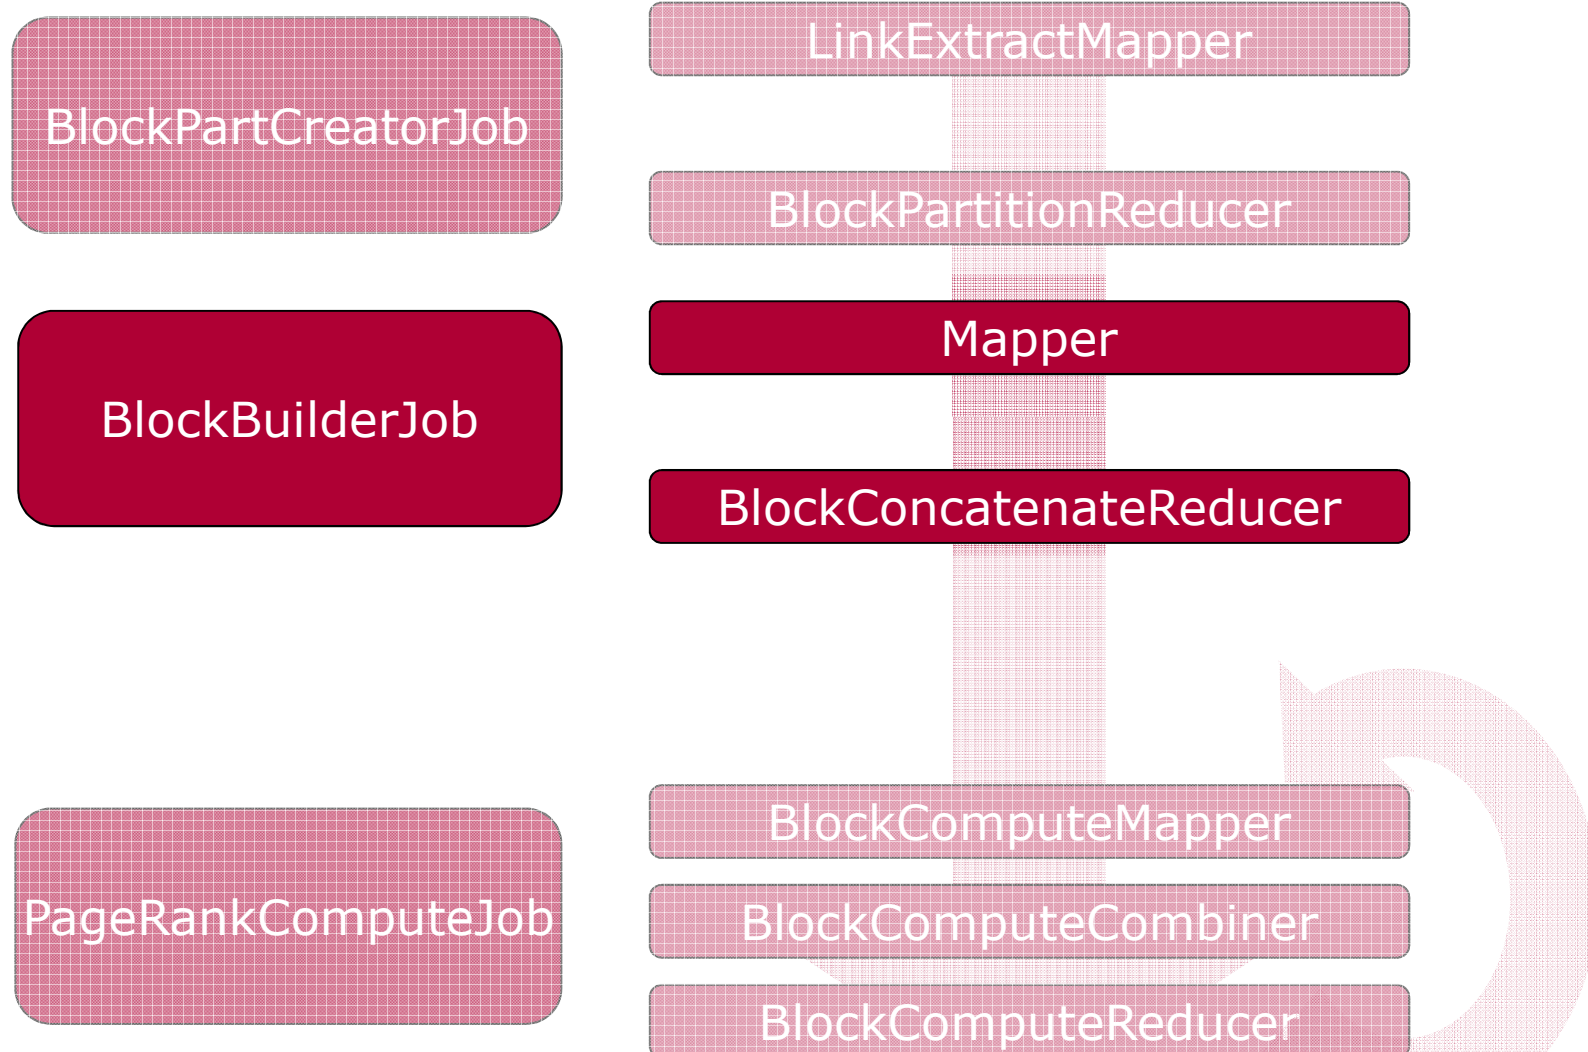 LinkExtractMapper
BlockPartCreatorJob
BlockPartitionReducer
Mapper
BlockBuilderJob
BlockConcatenateReducer
BlockComputeMapper
PageRankComputeJob
BlockComputeCombiner
BlockComputeReducer